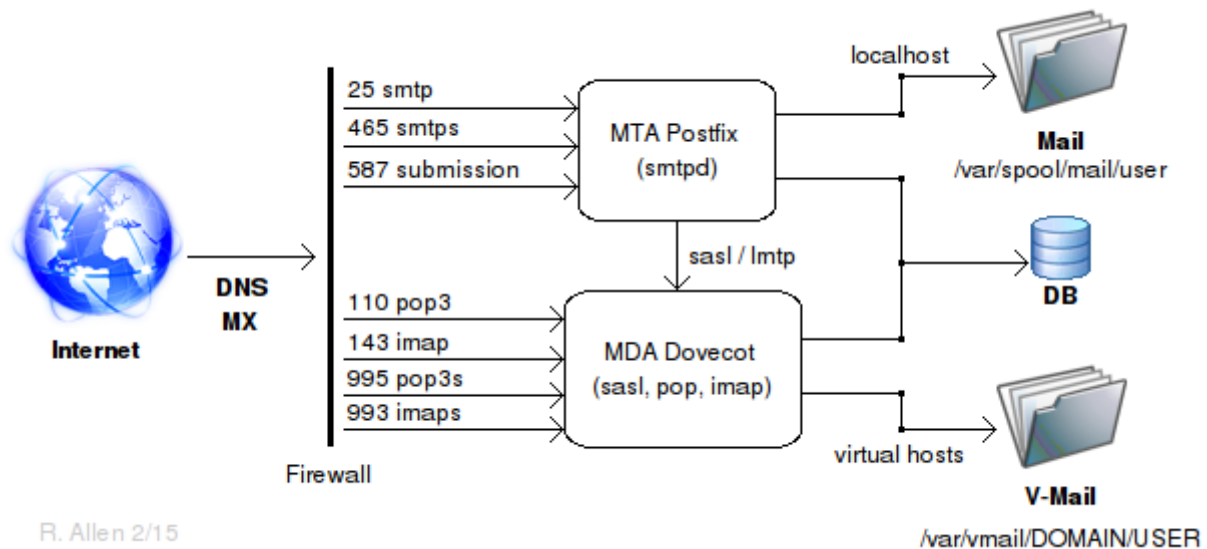 localhost
25 smtp
465 smtps
587 submission
MTA Postfix
(smtpd)
Mail
/var/spool/mail/user
sasl / lmtp
DNS
MX
Internet
DB
110 pop3
143 imap
995 pop3s
993 imaps
MDA Dovecot
(sasl, pop, imap)
Firewall
virtual hosts
V-Mail
/var/vmail/DOMAIN/USER
R. Allen 2/15